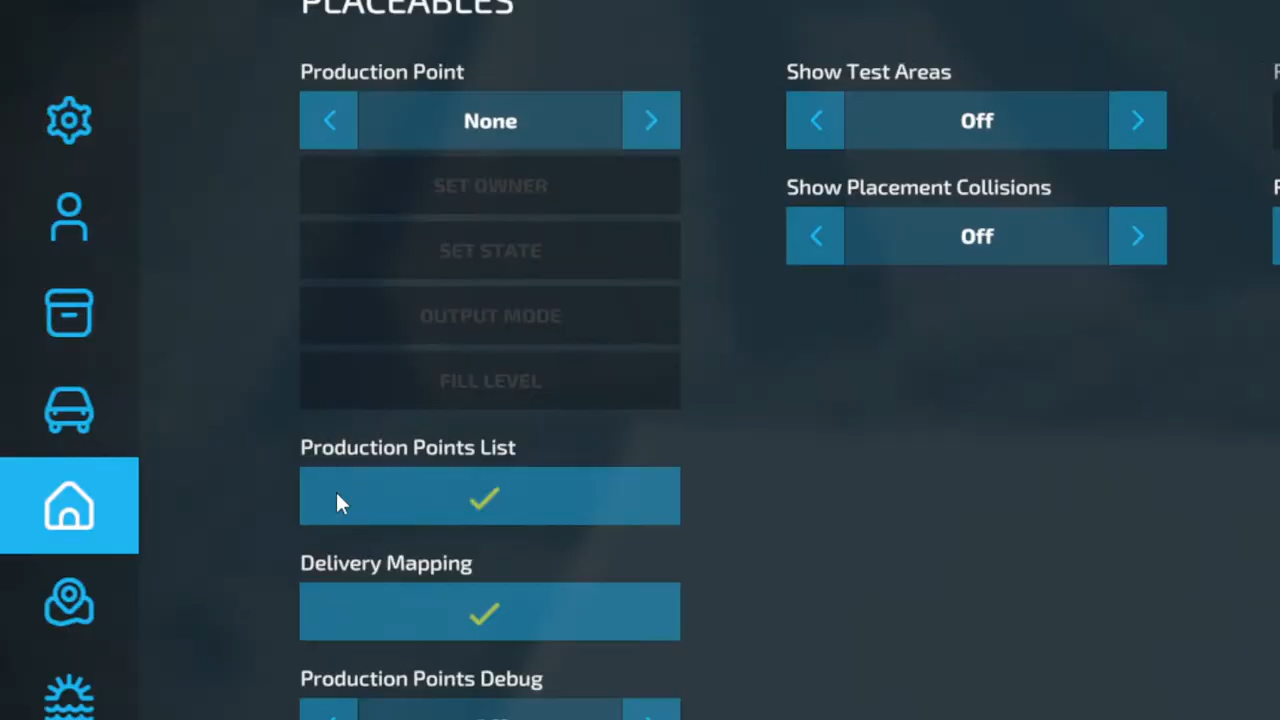 PLACEABLES
Production Point
None
SET OWNER
SET STATE
OUTPUT MODE
FILL LEVEL
Production Points List
Delivery Mapping
Production Points Debug
Show Test Areas
Off
Show Placement Collisions
Off